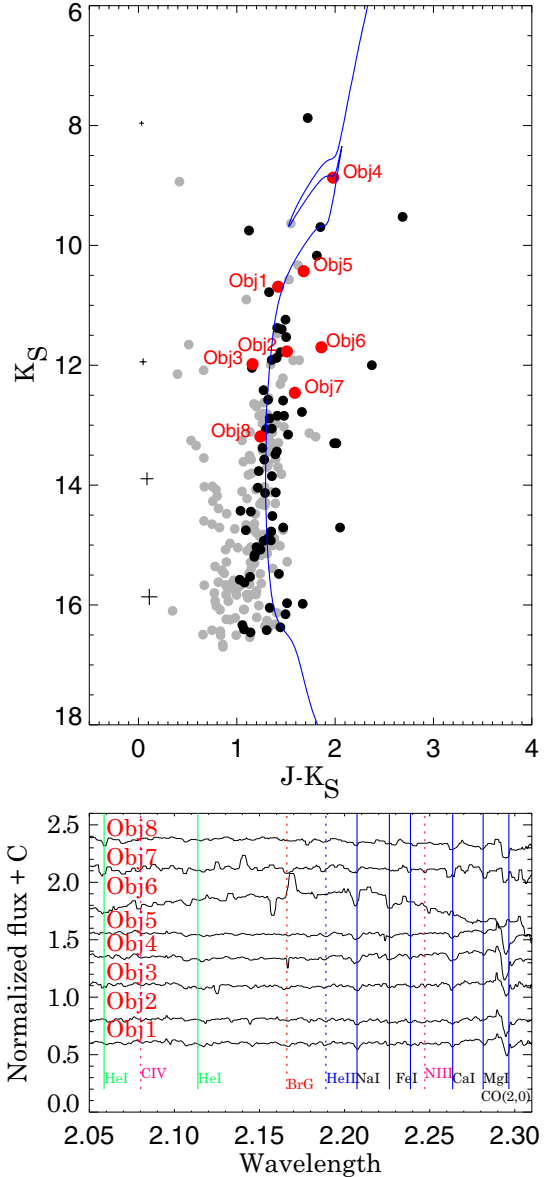 6
8
Obj4
10
Obj5
Obj1
Obj2
Obj6
12
Obj3
Obj7
Obj8
14
16
18
K_S
0 1 2 3 4
J-K_S
2.5
Obj8
Obj7
2.0
Obj6
Obj5
1.5
Obj4
Obj3
1.0
Obj2
Obj1
0.5
HeI CIV HeI BrG HeII NaI FeI NIII CaI MgI
CO(2,0)
0.0
Normalized flux + C
2.05 2.10 2.15 2.20 2.25 2.30
Wavelength